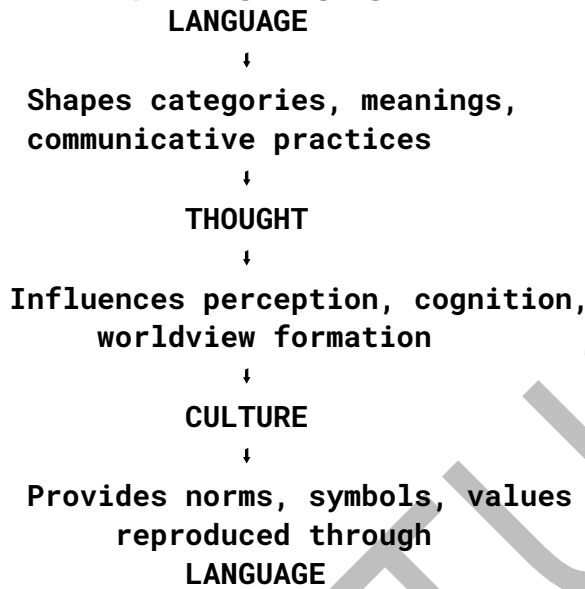 LANGUAGE
↓
Shapes categories, meanings,
communicative practices
↓
THOUGHT
↓
Influences perception, cognition,
worldview formation
↓
CULTURE
↓
Provides norms, symbols, values
reproduced through
LANGUAGE
TU